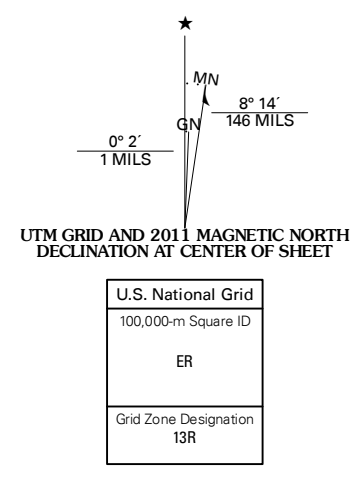 MN
8° 14´
146 MILS
GN
0° 2´
1 MILS
UTM GRID AND 2011 MAGNETIC NORTH
DECLINATION AT CENTER OF SHEET
U.S. National Grid
100,000-m Square ID
ER
Grid Zone Designation
13R